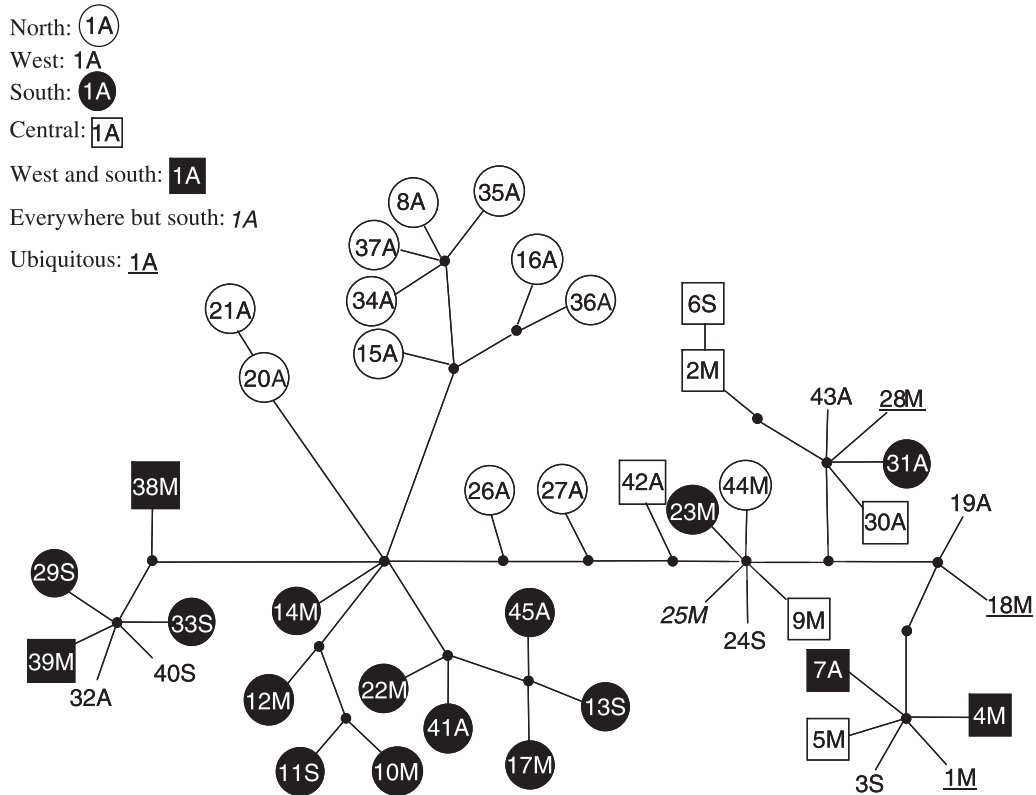 North: 1A
West: 1A
South: 1A
Central: 1A
West and south: 1A
Everywhere but south: 1A
Ubiquitous: 1A
8A
35A
37A
16A
34A
36A
21A
15A
20A
6S
2M
43A
28M
31A
30A
38M
26A
27A
42A
23M
44M
19A
29S
33S
14M
45A
25M
24S
9M
18M
39M
32A
40S
12M
22M
41A
13S
7A
4M
5M
11S
10M
17M
3S
1M